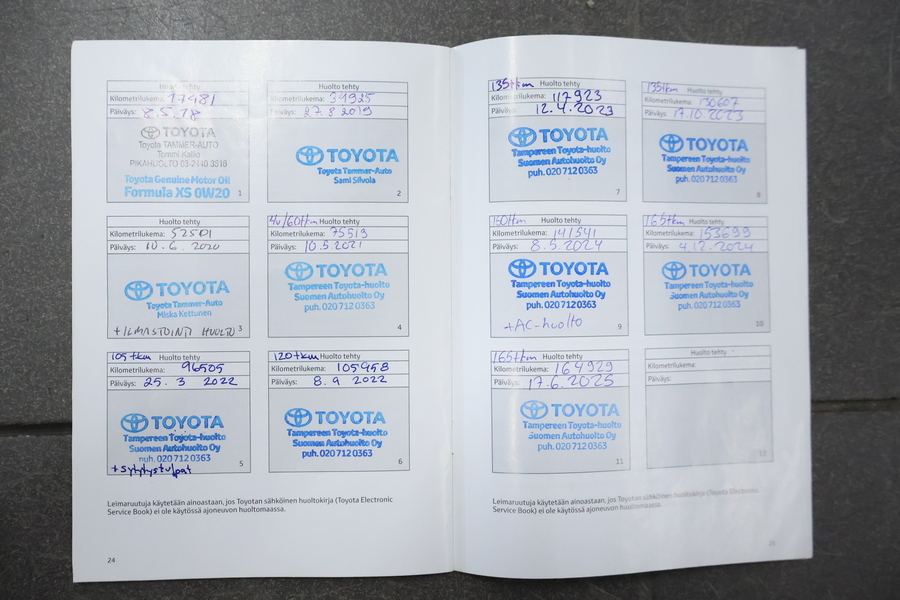 Huolto tehty
Kilometrilukema: 17481
Päiväys: 8.5.18
TOYOTA
Toyota TAMMER-AUTO
Tommi Kallio
PIKAHUOLTO 03-2440 3818
Toyota Genuine Motor Oil
Formula XS 0W20
1
Huolto tehty
Kilometrilukema: 34925
Päiväys: 27.8 2019
TOYOTA
Toyota Tammer-Auto
Sami Silvola
2
Huolto tehty
Kilometrilukema: 52501
Päiväys: 10.6.2020
TOYOTA
Toyota Tammer-Auto
Miska Kettunen
+ILMASTOINTI HUOLTO
3
4v/60tkm Huolto tehty
Kilometrilukema: 75519
Päiväys: 10.5.2021
TOYOTA
Tampereen Toyota-huolto
Suomen Autohuolto Oy
puh. 020 712 0363
4
105tkm Huolto tehty
Kilometrilukema: 96505
Päiväys: 25.3 2022
TOYOTA
Tampereen Toyota-huolto
Suomen Autohuolto Oy
puh. 020 712 0363
+sytytystulpat
5
120tkm Huolto tehty
Kilometrilukema: 105958
Päiväys: 8.9 2022
TOYOTA
Tampereen Toyota-huolto
Suomen Autohuolto Oy
puh. 020 712 0363
6
Leimaruutuja käytetään ainoastaan, jos Toyotan sähköinen huoltokirja (Toyota Electronic
Service Book) ei ole käytössä ajoneuvon huoltomaassa.
24
135tkm Huolto tehty
Kilometrilukema: 117923
Päiväys: 12.4.2023
TOYOTA
Tampereen Toyota-huolto
Suomen Autohuolto Oy
puh. 020 712 0363
7
135tkm Huolto tehty
Kilometrilukema: 130607
Päiväys: 17.10.2023
TOYOTA
Tampereen Toyota-huolto
Suomen Autohuolto Oy
puh. 020 712 0363
8
150tkm Huolto tehty
Kilometrilukema: 141541
Päiväys: 8.5.2024
TOYOTA
Tampereen Toyota-huolto
Suomen Autohuolto Oy
puh. 020 712 0363
+AC-huolto
9
165tkm Huolto tehty
Kilometrilukema: 153699
Päiväys: 4.12.2024
TOYOTA
Tampereen Toyota-huolto
Suomen Autohuolto Oy
puh. 020 712 0363
10
165tkm Huolto tehty
Kilometrilukema: 164929
Päiväys: 17.6.2025
TOYOTA
Tampereen Toyota-huolto
Suomen Autohuolto Oy
puh. 020 712 0363
11
Huolto tehty
Kilometrilukema:
Päiväys:
12
Leimaruutuja käytetään ainoastaan, jos Toyotan sähköinen huoltokirja (Toyota Electronic
Service Book) ei ole käytössä ajoneuvon huoltomaassa.
25